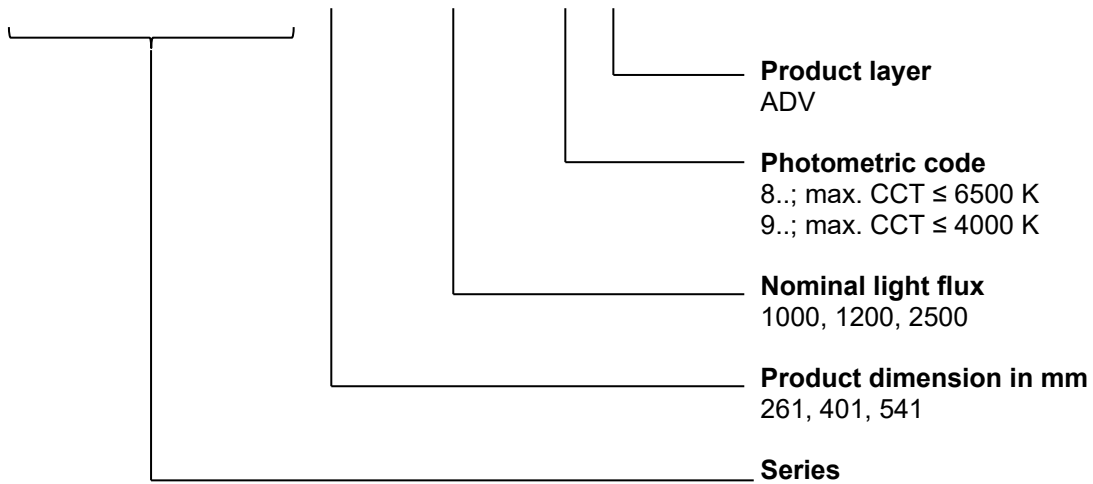 Product layer
ADV
Photometric code
8..; max. CCT ≤ 6500 K
9..; max. CCT ≤ 4000 K
Nominal light flux
1000, 1200, 2500
Product dimension in mm
261, 401, 541
Series